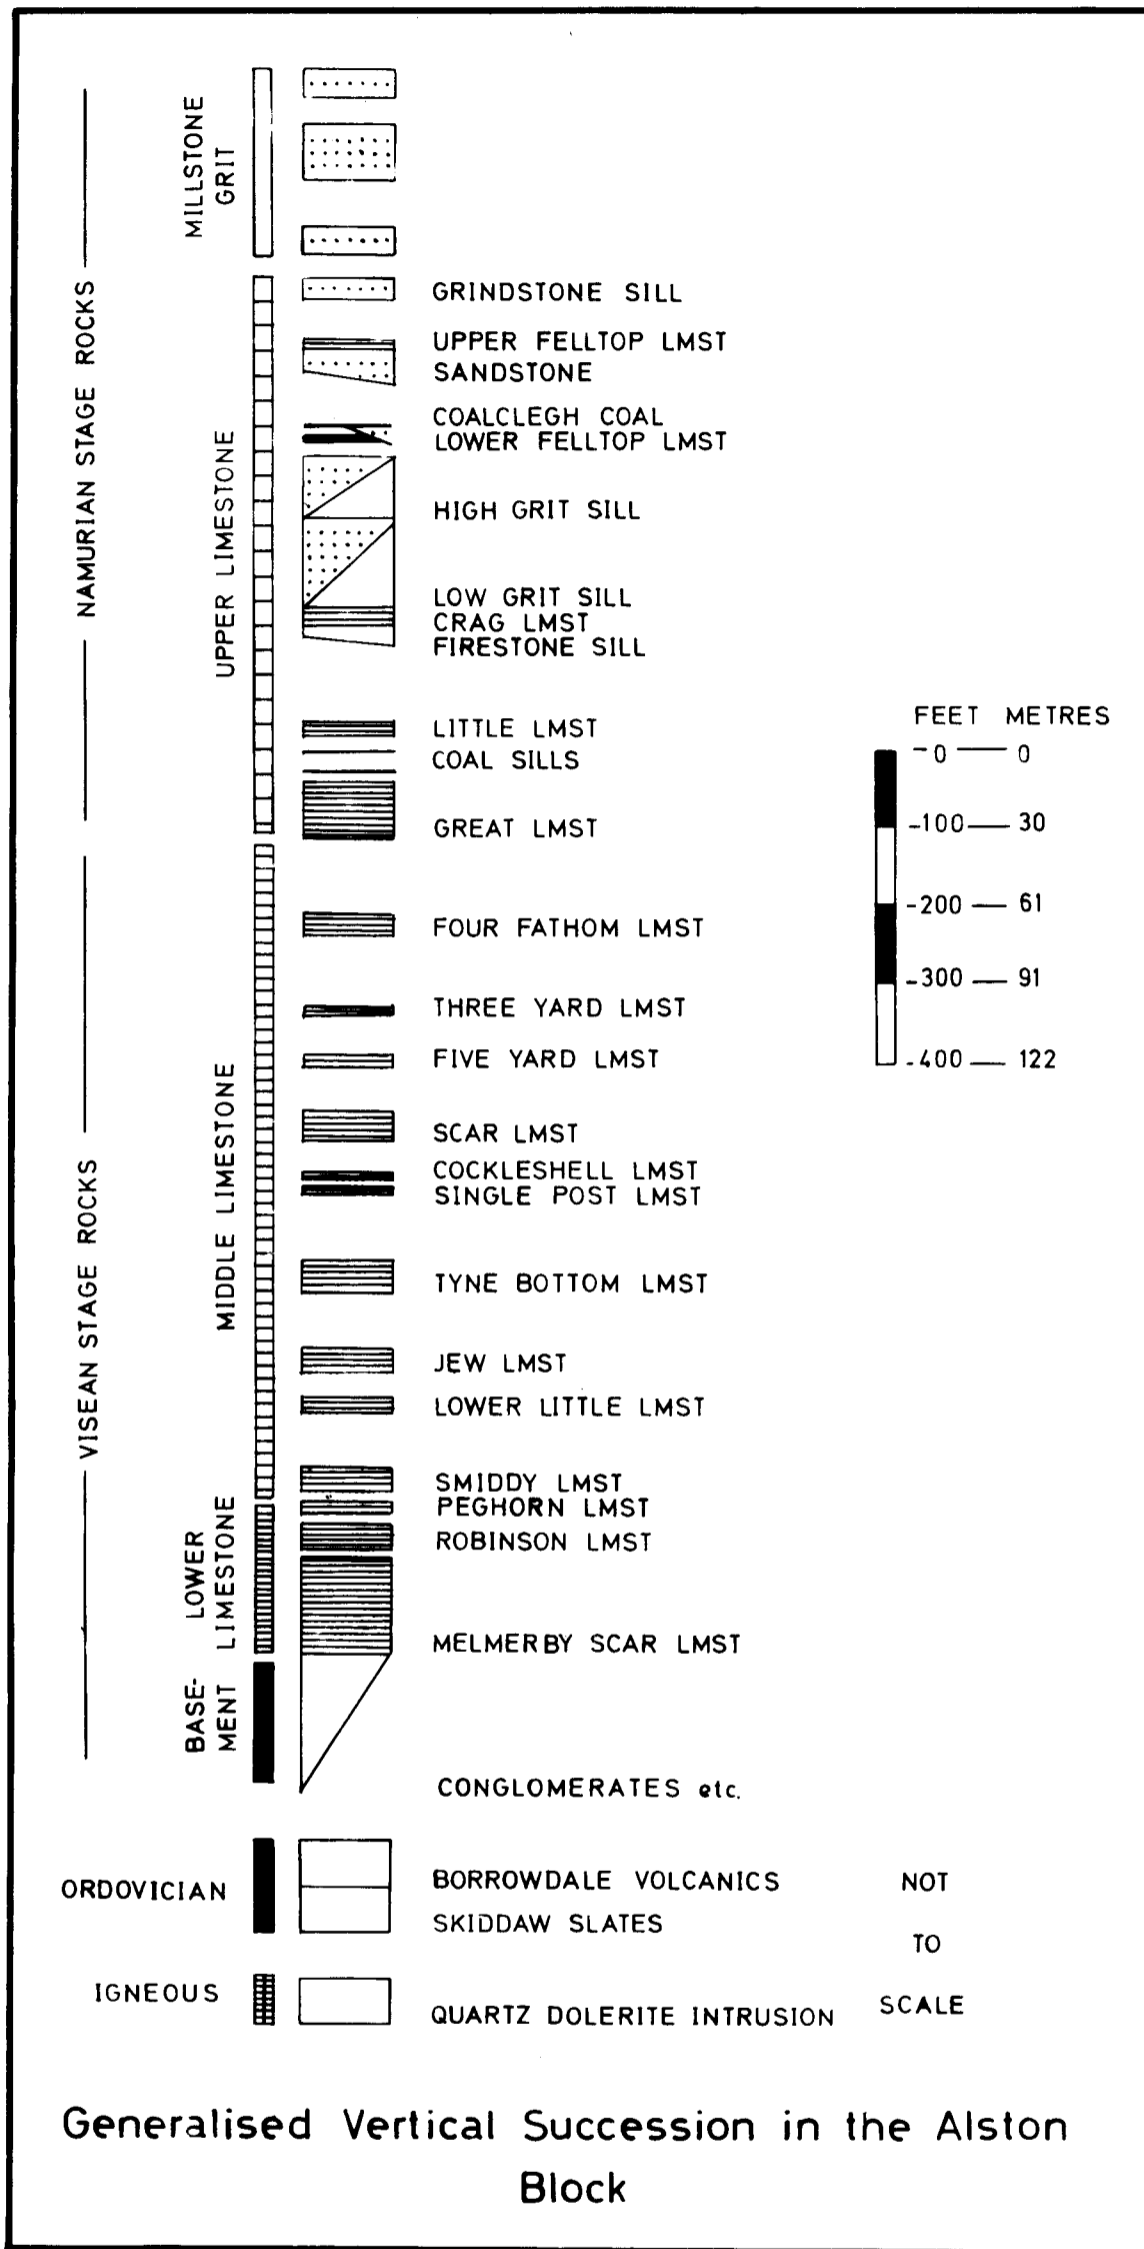 NAMURIAN STAGE ROCKS
VISEAN STAGE ROCKS
MILLSTONE
GRIT
UPPER LIMESTONE
MIDDLE LIMESTONE
LOWER
LIMESTONE
BASE-
MENT
GRINDSTONE SILL
UPPER FELLTOP LMST
SANDSTONE
COALCLEGH COAL
LOWER FELLTOP LMST
HIGH GRIT SILL
LOW GRIT SILL
CRAG LMST
FIRESTONE SILL
LITTLE LMST
COAL SILLS
GREAT LMST
FOUR FATHOM LMST
THREE YARD LMST
FIVE YARD LMST
SCAR LMST
COCKLESHELL LMST
SINGLE POST LMST
TYNE BOTTOM LMST
JEW LMST
LOWER LITTLE LMST
SMIDDY LMST
PEGHORN LMST
ROBINSON LMST
MELMERBY SCAR LMST
CONGLOMERATES etc.
FEET METRES
0 0
100 30
200 61
300 91
400 122
ORDOVICIAN
BORROWDALE VOLCANICS
SKIDDAW SLATES
IGNEOUS
QUARTZ DOLERITE INTRUSION
NOT
TO
SCALE
Generalised Vertical Succession in the Alston
Block